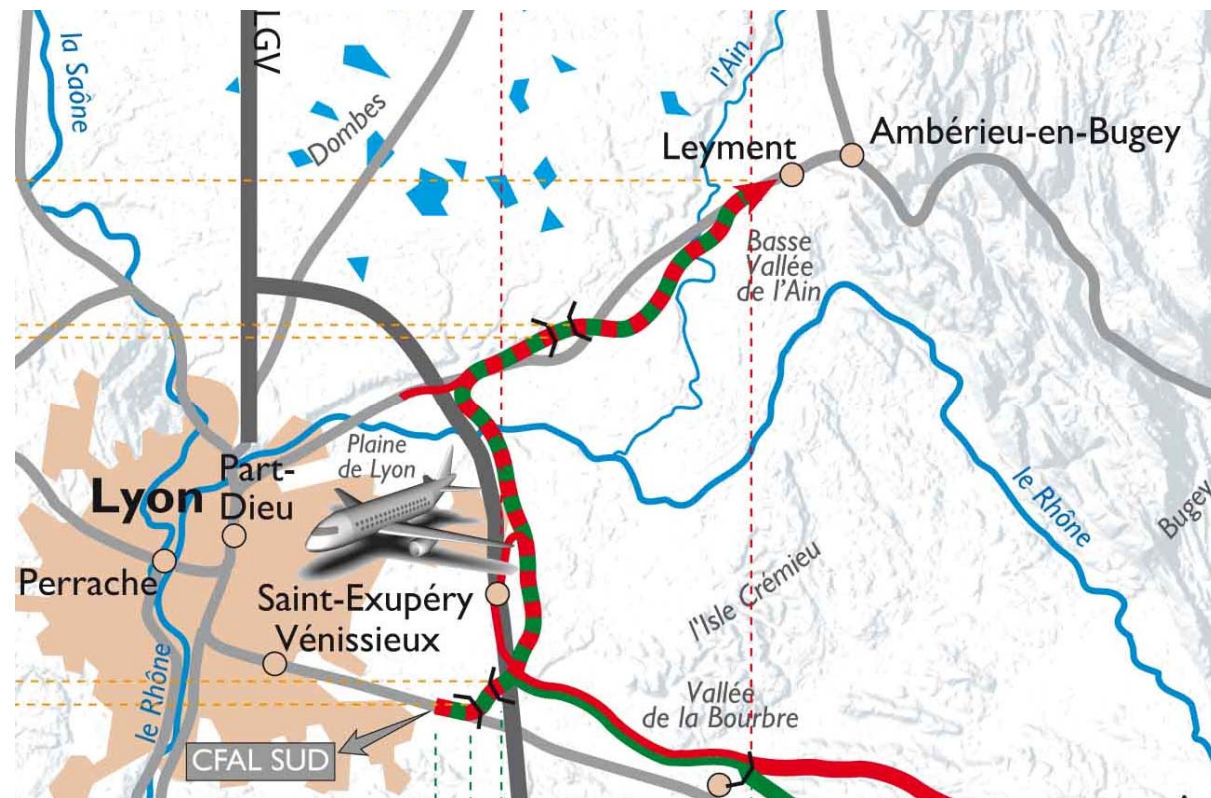 LGV
la Saône
Dombes
l'Ain
Leyment
Ambérieu-en-Bugey
Basse
Vallée
de l'Ain
Plaine
de Lyon
Part-
Dieu
Lyon
le Rhône
Bugey
Perrache
Saint-Exupéry
Vénissieux
l'Isle Crémieu
le Rhône
Vallée
de la Bourbre
CFAL SUD